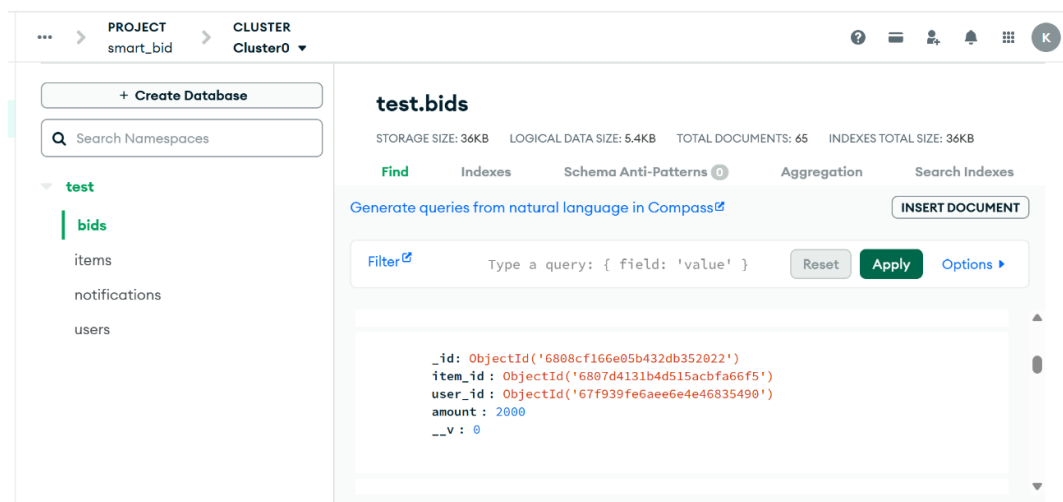 PROJECT
CLUSTER
smart_bid
Cluster0
K
+ Create Database
Search Namespaces
test
bids
items
notifications
users
test.bids
STORAGE SIZE: 36KB LOGICAL DATA SIZE: 5.4KB TOTAL DOCUMENTS: 65 INDEXES TOTAL SIZE: 36KB
Find Indexes Schema Anti-Patterns 0 Aggregation Search Indexes
Generate queries from natural language in Compass
INSERT DOCUMENT
Filter Type a query: { field: 'value' } Reset Apply Options
_id: ObjectId('6808cf166e05b432db352022')
item_id : ObjectId('6807d4131b4d515acbfa66f5')
user_id : ObjectId('67f939fe6aee6e4e46835490')
amount : 2000
__v : 0